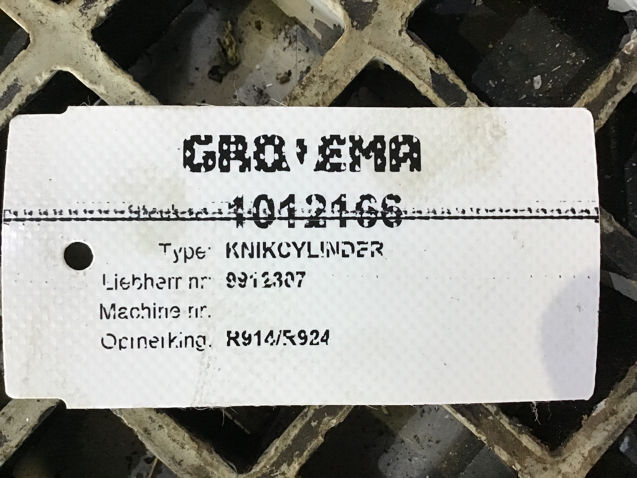 GROVEMA
1012166
Type: KNIKCYLINDER
Liebherr nr: 9912307
Machine nr.
Opmerking. R914/R924